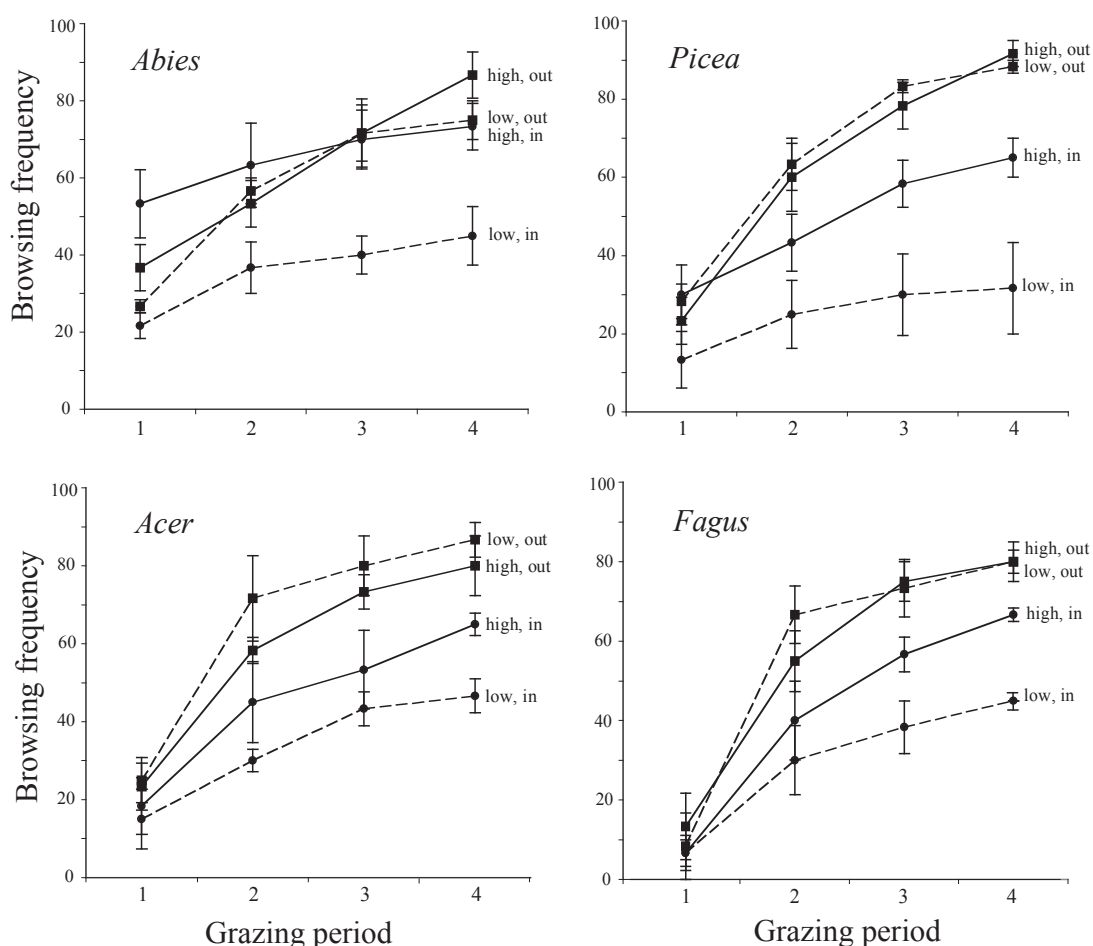 Abies
Browsing frequency
100
80
60
40
20
0
high, out
low, out
high, in
low, in
1 2 3 4
Picea
100
80
60
40
20
0
high, out
low, out
high, in
low, in
1 2 3 4
Acer
Browsing frequency
100
80
60
40
20
0
low, out
high, out
high, in
low, in
1 2 3 4
Grazing period
Fagus
100
80
60
40
20
0
high, out
low, out
high, in
low, in
1 2 3 4
Grazing period